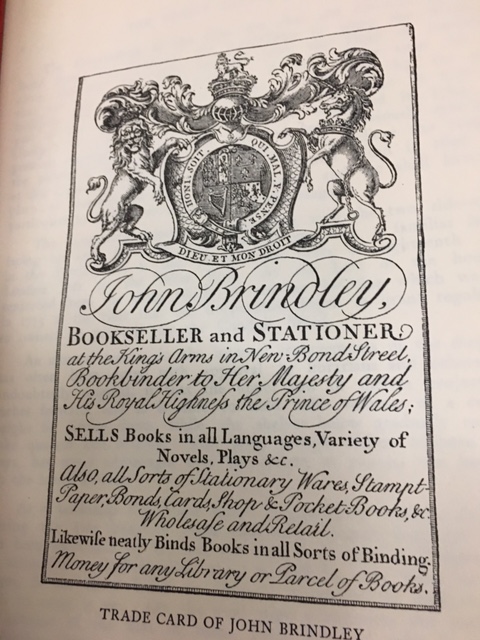 HONI · SOIT · QUI · MAL · Y · PENSE
DIEU ET MON DROIT
John Brindley,
BOOKSELLER and STATIONER
at the King's Arms in New Bond Street,
Bookbinder to Her Majesty and
His Royal Highneſs the Prince of Wales;
SELLS Books in all Languages, Variety of
Novels, Plays &c.
Also, all Sorts of Stationary Wares, Stampt-
Paper, Bonds, Cards, Shop & Pocket-Books, &c.
Wholesale and Retail.
Likewiſe neatly Binds Books in all Sorts of Binding.
Money for any Library or Parcel of Books.
TRADE CARD OF JOHN BRINDLEY